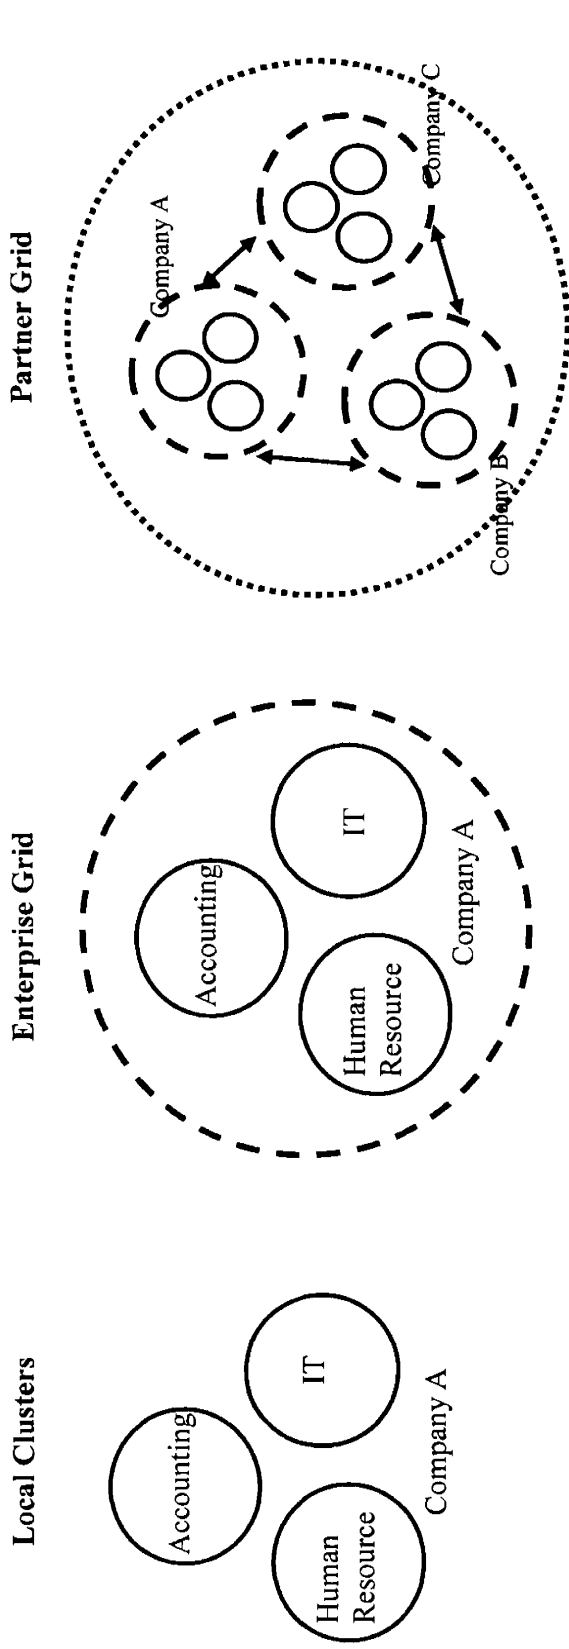 Local Clusters
Accounting
Human
Resource
IT
Company A
Enterprise Grid
Accounting
Human
Resource
IT
Company A
Partner Grid
Company A
Company B
Company C